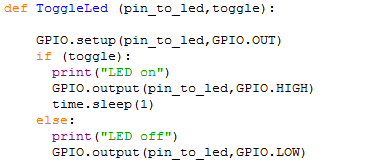 def ToggleLed (pin_to_led,toggle):
GPIO.setup(pin_to_led,GPIO.OUT)
if (toggle):
print("LED on")
GPIO.output(pin_to_led,GPIO.HIGH)
time.sleep(1)
else:
print("LED off")
GPIO.output(pin_to_led,GPIO.LOW)